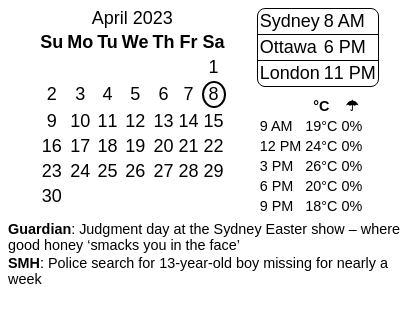 April 2023
Su Mo Tu We Th Fr Sa
1
2 3 4 5 6 7 8
9 10 11 12 13 14 15
16 17 18 19 20 21 22
23 24 25 26 27 28 29
30
Sydney 8 AM
Ottawa 6 PM
London 11 PM
°C ☂
9 AM 19°C 0%
12 PM 24°C 0%
3 PM 26°C 0%
6 PM 20°C 0%
9 PM 18°C 0%
Guardian: Judgment day at the Sydney Easter show – where
good honey ‘smacks you in the face’
SMH: Police search for 13-year-old boy missing for nearly a
week